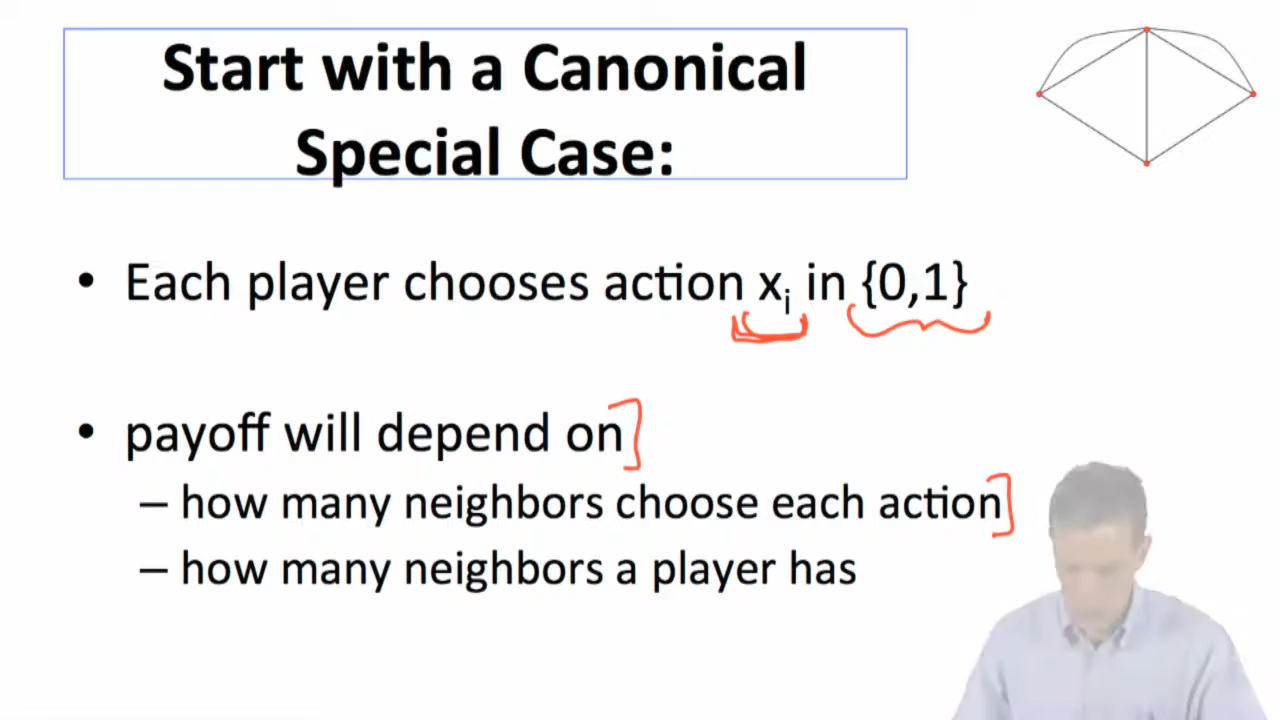 Start with a Canonical
Special Case:
• Each player chooses action xᵢ in {0,1}
• payoff will depend on
– how many neighbors choose each action
– how many neighbors a player has